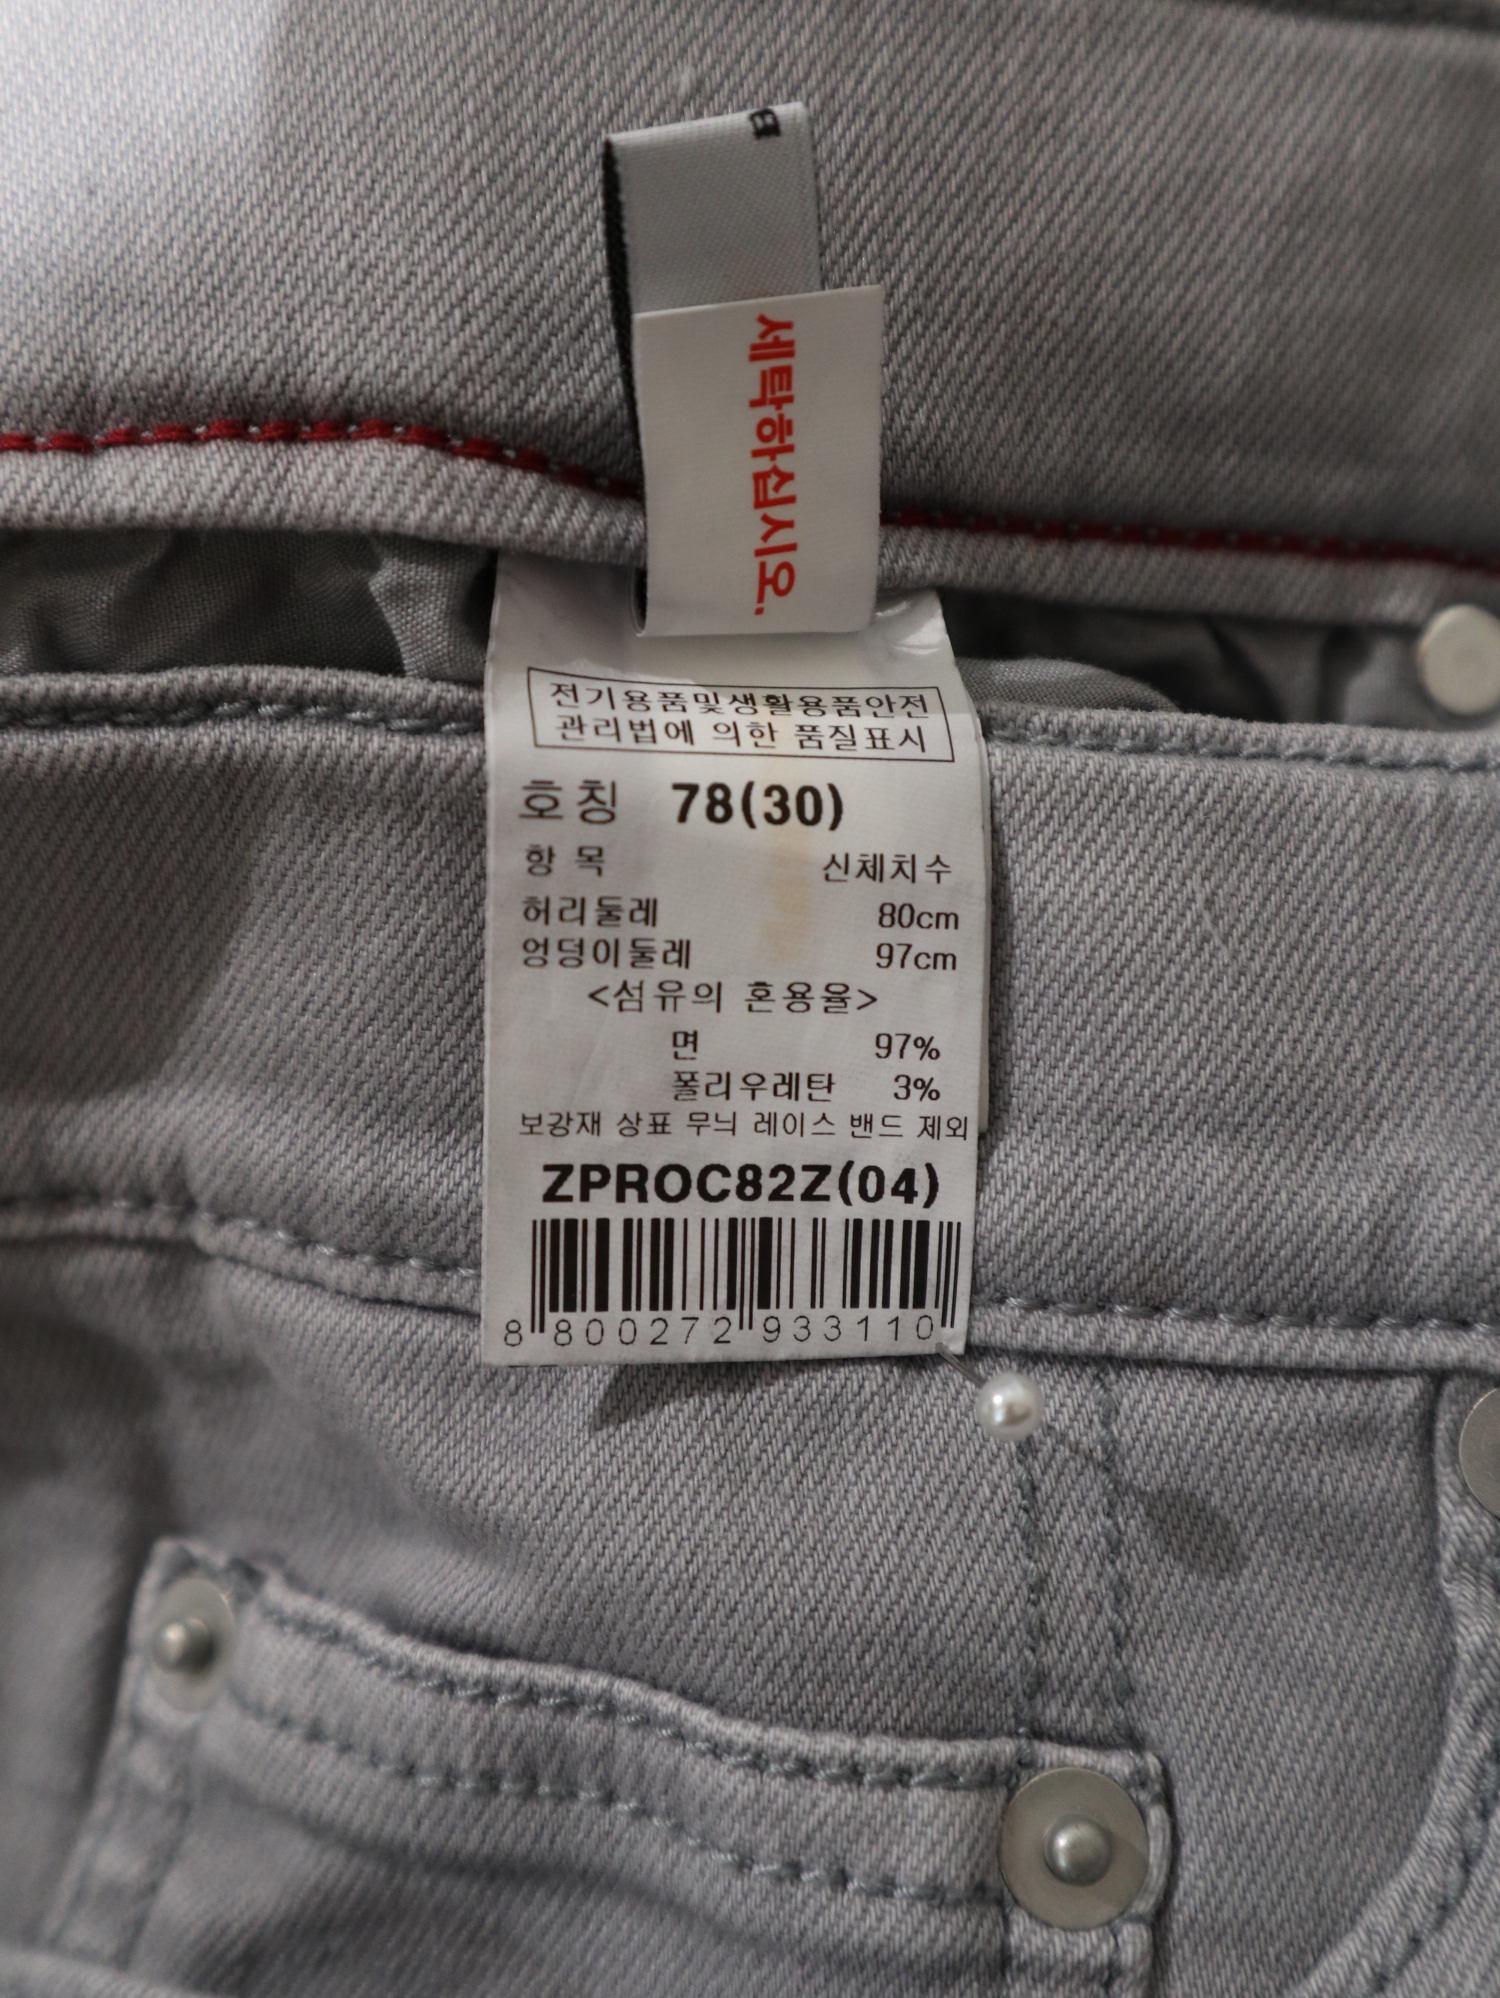 세탁하십시오.
전기용품및생활용품안전
관리법에 의한 품질표시
호칭 78(30)
항 목 신체치수
허리둘레 80cm
엉덩이둘레 97cm
<섬유의 혼용율>
면 97%
폴리우레탄 3%
보강재 상표 무늬 레이스 밴드 제외
ZPROC82Z(04)
8 800272 933110